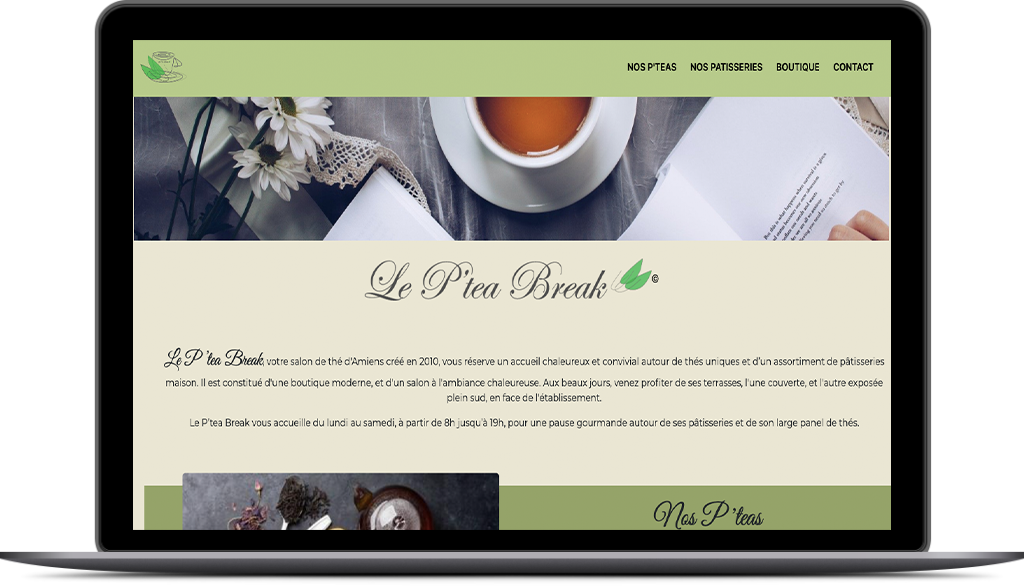 NOS P'TEAS NOS PATISSERIES BOUTIQUE CONTACT
Le P'tea Break ©
Le P'tea Break, votre salon de thé d'Amiens créé en 2010, vous réserve un accueil chaleureux et convivial autour de thés uniques et d'un assortiment de pâtisseries
maison. Il est constitué d'une boutique moderne, et d'un salon à l'ambiance chaleureuse. Aux beaux jours, venez profiter de ses terrasses, l'une couverte, et l'autre exposée
plein sud, en face de l'établissement.
Le P'tea Break vous accueille du lundi au samedi, à partir de 8h jusqu'à 19h, pour une pause gourmande autour de ses pâtisseries et de son large panel de thés.
Nos P'teas